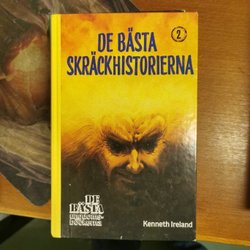 DE BÄSTA
SKRÄCKHISTORIERNA
2
DE
BÄSTA
Kenneth Ireland